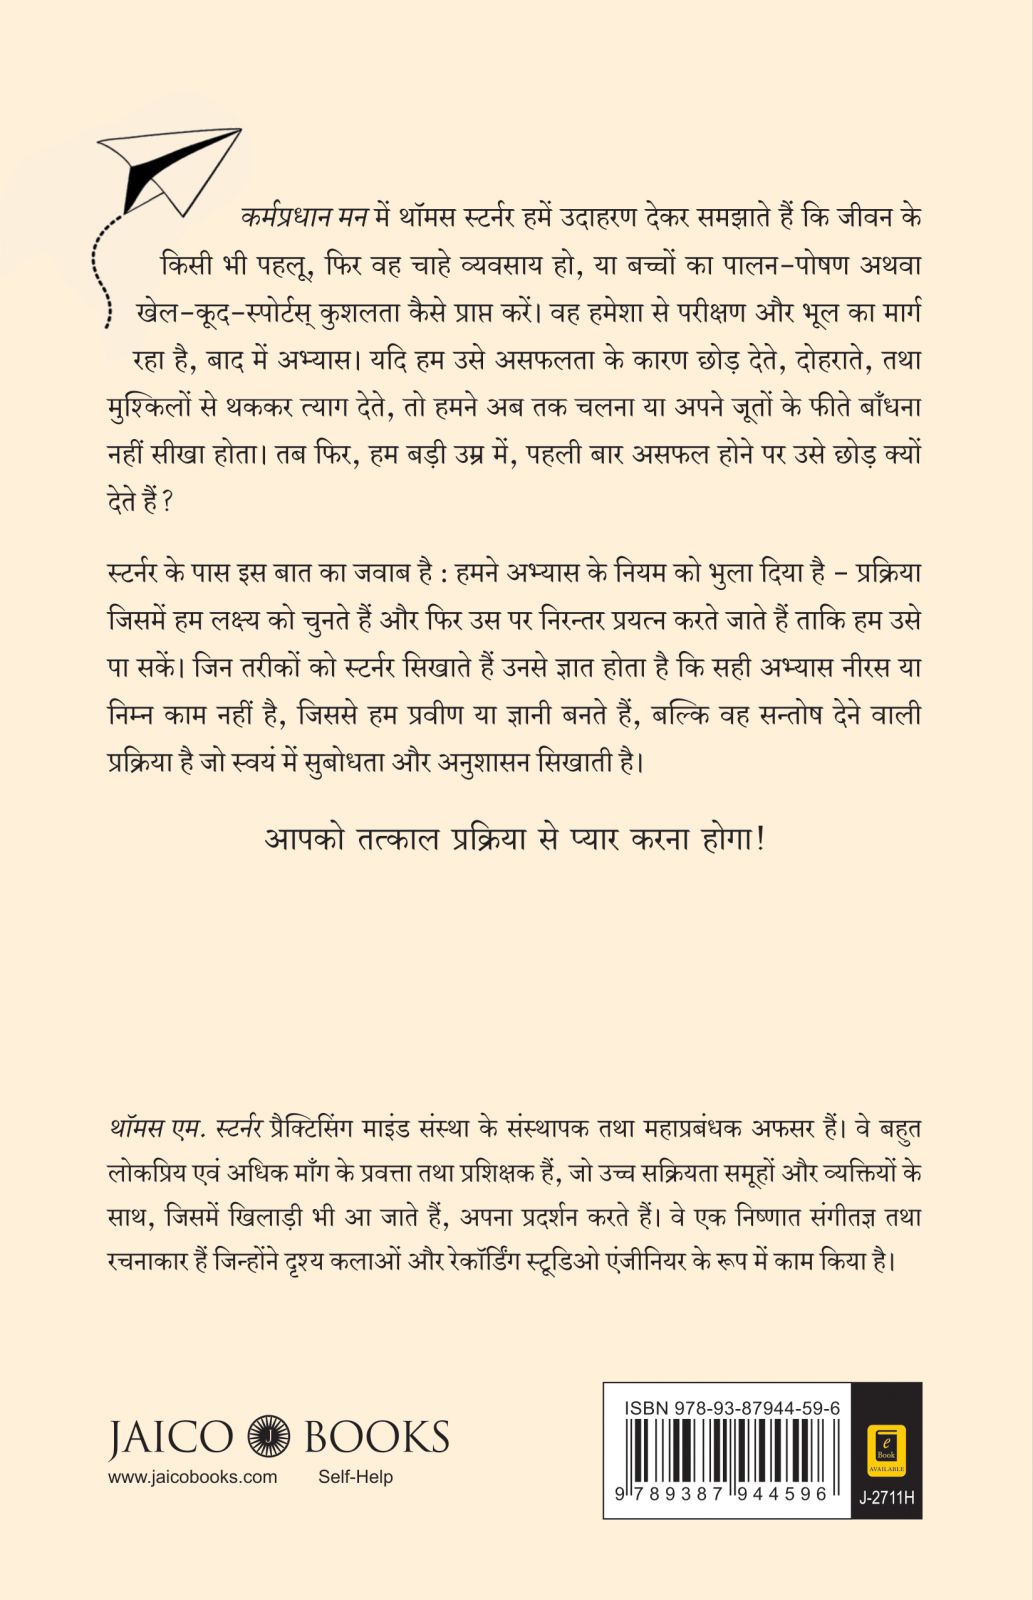 कर्मप्रधान मन में थॉमस स्टर्नर हमें उदाहरण देकर समझाते हैं कि जीवन के
किसी भी पहलू, फिर वह चाहे व्यवसाय हो, या बच्चों का पालन-पोषण अथवा
खेल-कूद-स्पोर्टस् कुशलता कैसे प्राप्त करें। वह हमेशा से परीक्षण और भूल का मार्ग
रहा है, बाद में अभ्यास। यदि हम उसे असफलता के कारण छोड़ देते, दोहराते, तथा
मुश्किलों से थककर त्याग देते, तो हमने अब तक चलना या अपने जूतों के फीते बाँधना
नहीं सीखा होता। तब फिर, हम बड़ी उम्र में, पहली बार असफल होने पर उसे छोड़ क्यों
देते हैं?
स्टर्नर के पास इस बात का जवाब है : हमने अभ्यास के नियम को भुला दिया है – प्रक्रिया
जिसमें हम लक्ष्य को चुनते हैं और फिर उस पर निरन्तर प्रयत्न करते जाते हैं ताकि हम उसे
पा सकें। जिन तरीकों को स्टर्नर सिखाते हैं उनसे ज्ञात होता है कि सही अभ्यास नीरस या
निम्न काम नहीं है, जिससे हम प्रवीण या ज्ञानी बनते हैं, बल्कि वह सन्तोष देने वाली
प्रक्रिया है जो स्वयं में सुबोधता और अनुशासन सिखाती है।
आपको तत्काल प्रक्रिया से प्यार करना होगा!
थॉमस एम. स्टर्नर प्रैक्टिसिंग माइंड संस्था के संस्थापक तथा महाप्रबंधक अफसर हैं। वे बहुत
लोकप्रिय एवं अधिक माँग के प्रवत्ता तथा प्रशिक्षक हैं, जो उच्च सक्रियता समूहों और व्यक्तियों के
साथ, जिसमें खिलाड़ी भी आ जाते हैं, अपना प्रदर्शन करते हैं। वे एक निष्णात संगीतज्ञ तथा
रचनाकार हैं जिन्होंने दृश्य कलाओं और रेकॉर्डिंग स्टूडिओ एंजीनियर के रूप में काम किया है।
JAICO J BOOKS
www.jaicobooks.com Self-Help
ISBN 978-93-87944-59-6
9 789387 944596
e
Book
AVAILABLE
J-2711H